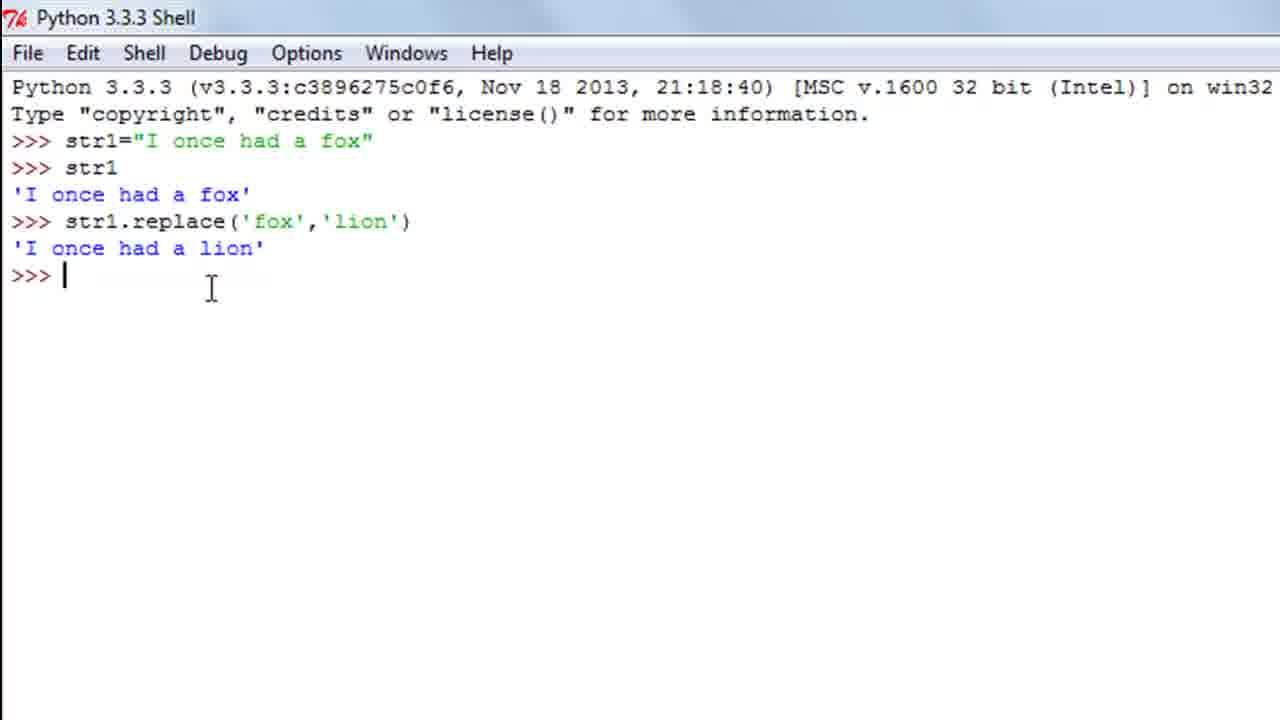 Python 3.3.3 Shell
File Edit Shell Debug Options Windows Help
Python 3.3.3 (v3.3.3:c3896275c0f6, Nov 18 2013, 21:18:40) [MSC v.1600 32 bit (Intel)] on win32
Type "copyright", "credits" or "license()" for more information.
>>> str1="I once had a fox"
>>> str1
'I once had a fox'
>>> str1.replace('fox','lion')
'I once had a lion'
>>>